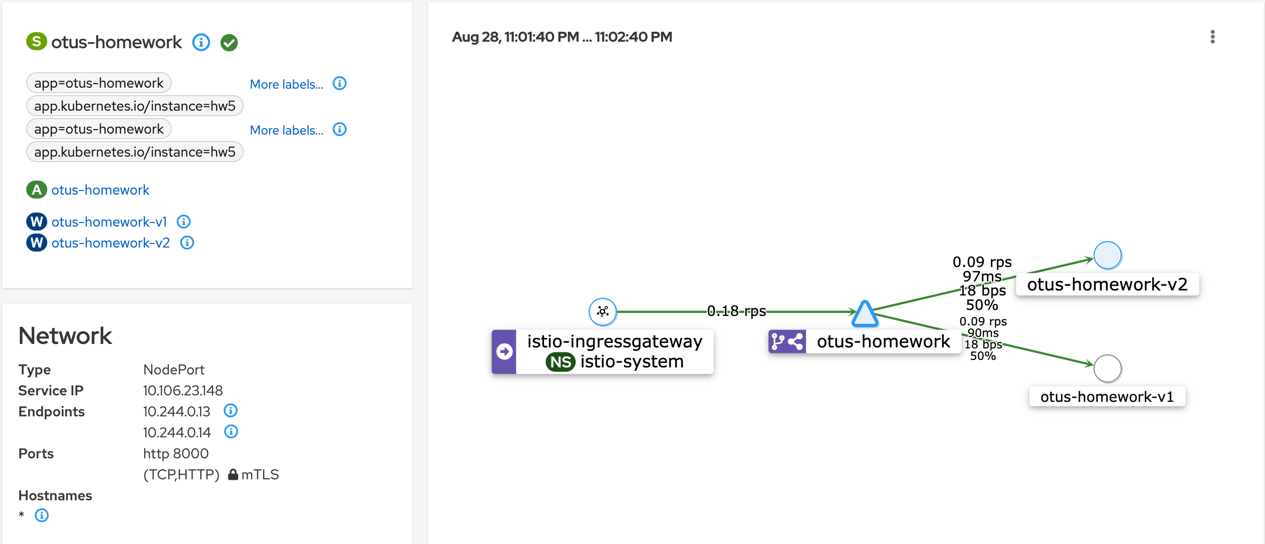 S otus-homework
app=otus-homework More labels...
app.kubernetes.io/instance=hw5
app=otus-homework More labels...
app.kubernetes.io/instance=hw5
A otus-homework
W otus-homework-v1
W otus-homework-v2
Network
Type NodePort
Service IP 10.106.23.148
Endpoints 10.244.0.13
10.244.0.14
Ports http 8000
(TCP,HTTP) mTLS
Hostnames
*
Aug 28, 11:01:40 PM ... 11:02:40 PM
0.18 rps
istio-ingressgateway
NS istio-system
otus-homework
0.09 rps
97ms
18 bps
50%
otus-homework-v2
0.09 rps
90ms
18 bps
50%
otus-homework-v1